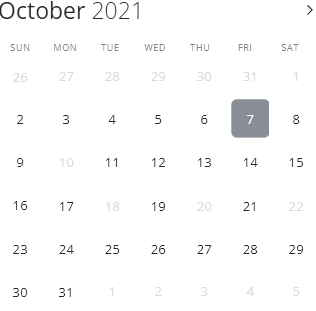 October 2021
SUN MON TUE WED THU FRI SAT
26 27 28 29 30 31 1
2 3 4 5 6 7 8
9 10 11 12 13 14 15
16 17 18 19 20 21 22
23 24 25 26 27 28 29
30 31 1 2 3 4 5